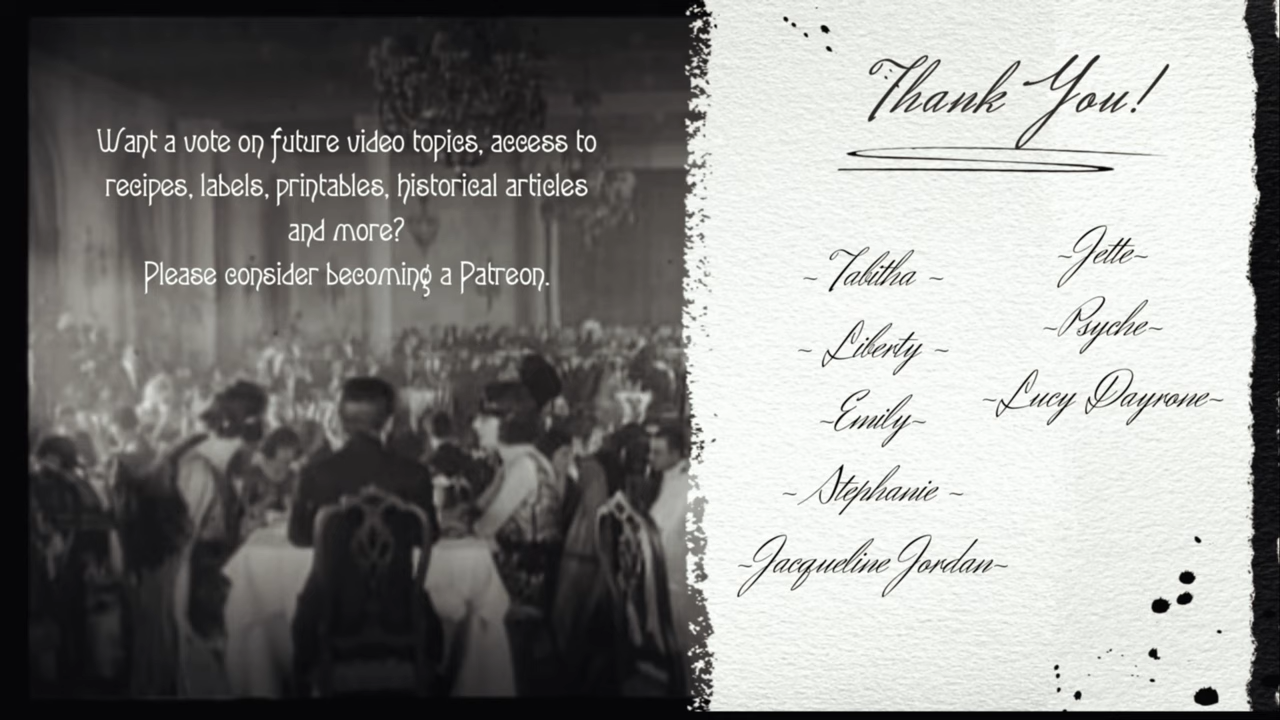 Want a vote on future video topics, access to
recipes, labels, printables, historical articles
and more?
Please consider becoming a Patreon.
Thank You!
~ Tabitha ~
~ Liberty ~
~Emily~
~ Stephanie ~
~Jacqueline Jordan~
~Jette~
~Psyche~
~Lucy Dayrone~